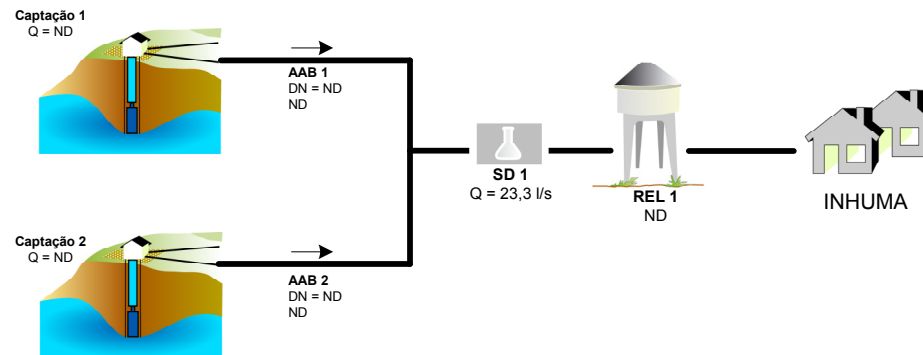 Captação 1
Q = ND
AAB 1
DN = ND
ND
SD 1
Q = 23,3 l/s
REL 1
ND
INHUMA
Captação 2
Q = ND
AAB 2
DN = ND
ND